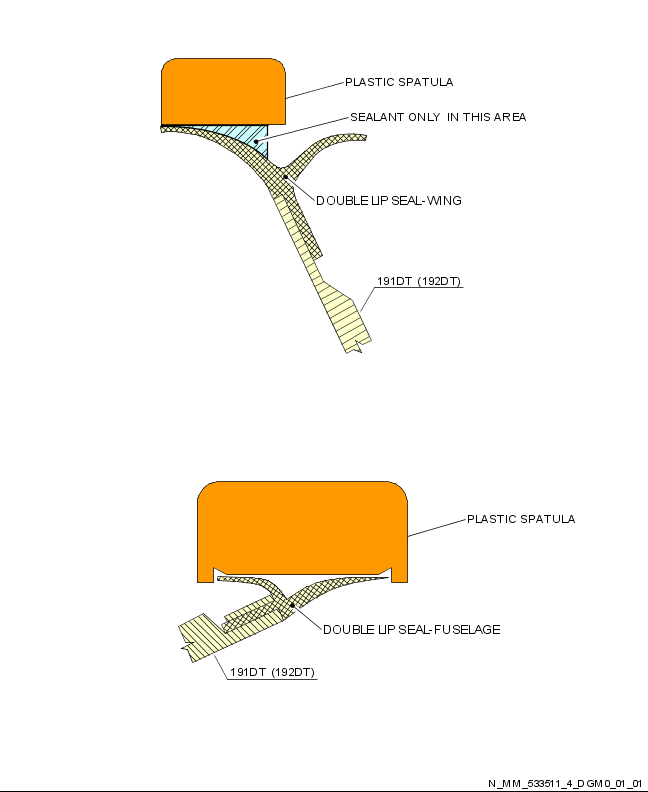 PLASTIC SPATULA
SEALANT ONLY IN THIS AREA
DOUBLE LIP SEAL-WING
191DT (192DT)
PLASTIC SPATULA
DOUBLE LIP SEAL-FUSELAGE
191DT (192DT)
N_MM_533511_4_DGM0_01_01